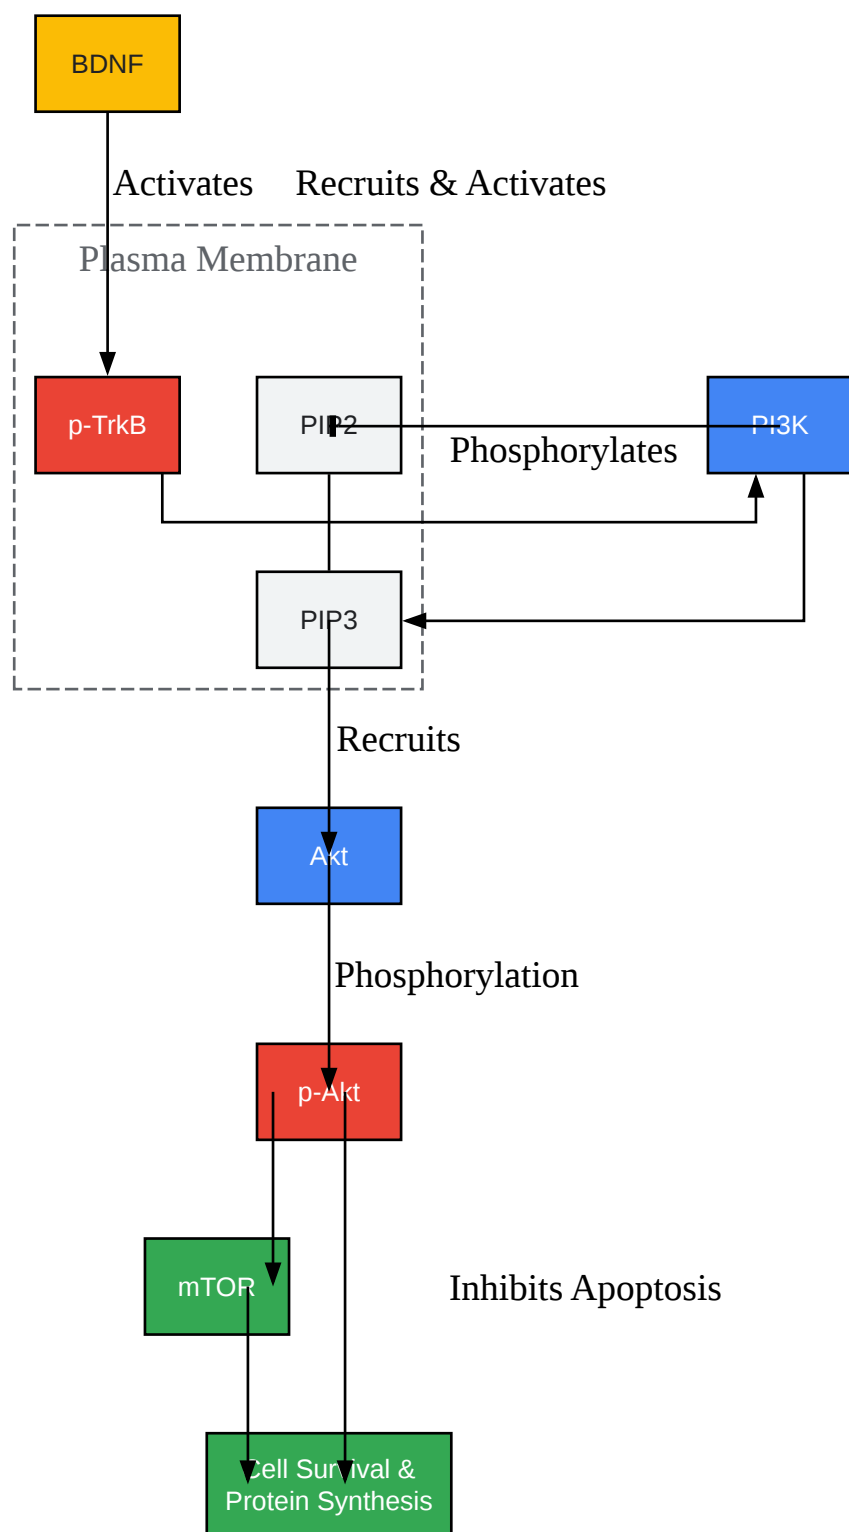 BDNF
Activates
Recruits & Activates
Plasma Membrane
p-TrkB
PIP2
PI3K
Phosphorylates
PIP3
Recruits
Akt
Phosphorylation
p-Akt
mTOR
Inhibits Apoptosis
Cell Survival &
Protein Synthesis